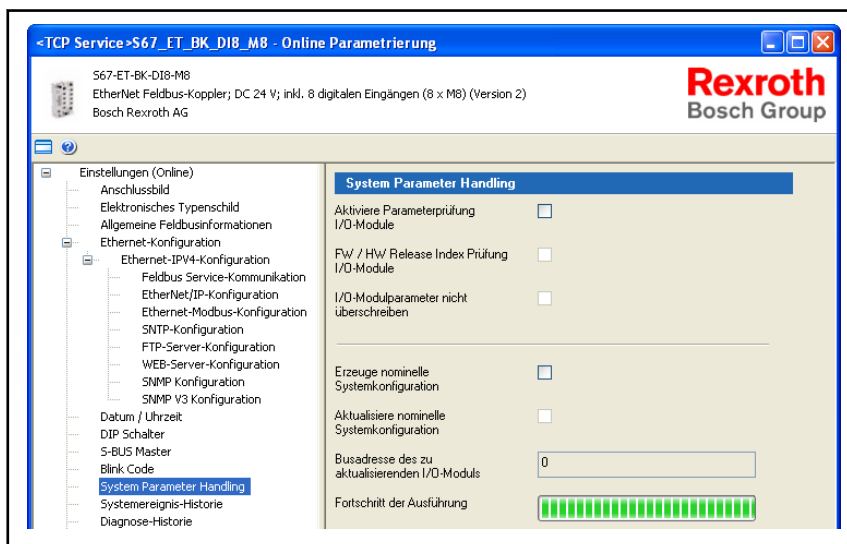 <TCP Service>S67_ET_BK_DI8_M8 - Online Parametrierung
S67-ET-BK-DI8-M8
EtherNet Feldbus-Koppler; DC 24 V; inkl. 8 digitalen Eingängen (8 x M8) (Version 2)
Bosch Rexroth AG
Rexroth
Bosch Group
Einstellungen (Online)
Anschlussbild
Elektronisches Typenschild
Allgemeine Feldbusinformationen
Ethernet-Konfiguration
Ethernet-IPV4-Konfiguration
Feldbus Service-Kommunikation
EtherNet/IP-Konfiguration
Ethernet-Modbus-Konfiguration
SNTP-Konfiguration
FTP-Server-Konfiguration
WEB-Server-Konfiguration
SNMP Konfiguration
SNMP V3 Konfiguration
Datum / Uhrzeit
DIP Schalter
S-BUS Master
Blink Code
System Parameter Handling
Systemereignis-Historie
Diagnose-Historie
System Parameter Handling
Aktiviere Parameterprüfung
I/O-Module
FW / HW Release Index Prüfung
I/O-Module
I/O-Modulparameter nicht
überschreiben
Erzeuge nominelle
Systemkonfiguration
Aktualisiere nominelle
Systemkonfiguration
Busadresse des zu
aktualisierenden I/O-Moduls
0
Fortschritt der Ausführung